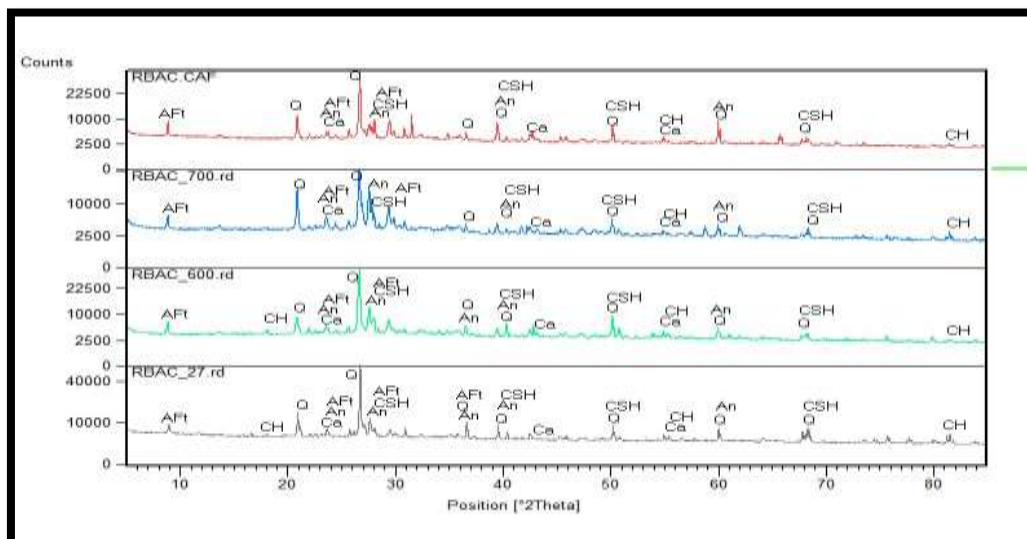 Counts
RBAC.CAF
22500
10000
2500
0
AFt
Q
AFt
An
Ca
Q
AFt
CSH
An
Q
CSH
An
Q
Ca
CSH
Q
CH
Ca
An
Q
CSH
Q
CH
RBAC_700.rd
10000
2500
0
AFt
Q
AFt
An
Ca
Q
An
CSH
AFt
Q
CSH
An
Q
Ca
CSH
Q
CH
Ca
An
Q
CSH
Q
CH
RBAC_600.rd
22500
10000
2500
0
AFt
CH
Q
AFt
An
Ca
Q
AFt
CSH
An
Q
An
CSH
An
Q
Ca
CSH
Q
CH
Ca
An
Q
CSH
Q
CH
RBAC_27.rd
40000
10000
0
AFt
CH
Q
AFt
An
Ca
Q
AFt
CSH
An
AFt
Q
An
CSH
An
Q
Ca
CSH
Q
CH
Ca
An
Q
CSH
Q
CH
10 20 30 40 50 60 70 80
Position [°2Theta]